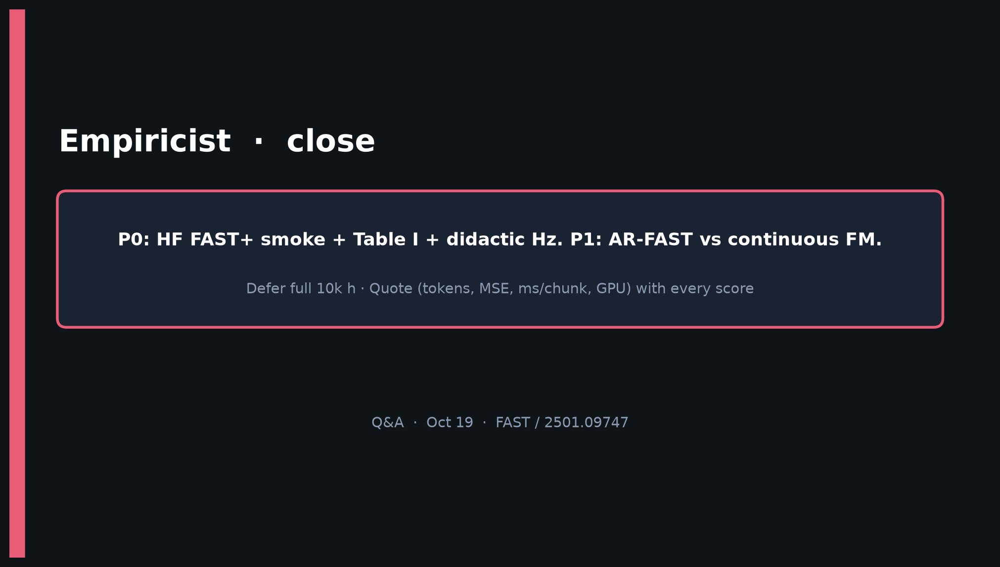 Empiricist · close
P0: HF FAST+ smoke + Table I + didactic Hz. P1: AR-FAST vs continuous FM.
Defer full 10k h · Quote (tokens, MSE, ms/chunk, GPU) with every score
Q&A · Oct 19 · FAST / 2501.09747